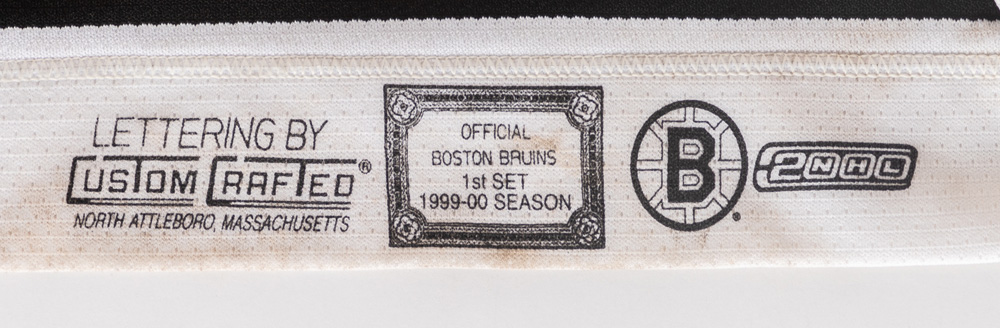 LETTERING BY
CUSTOM CRAFTED®
NORTH ATTLEBORO, MASSACHUSETTS
OFFICIAL
BOSTON BRUINS
1st SET
1999-00 SEASON
B
2NHL